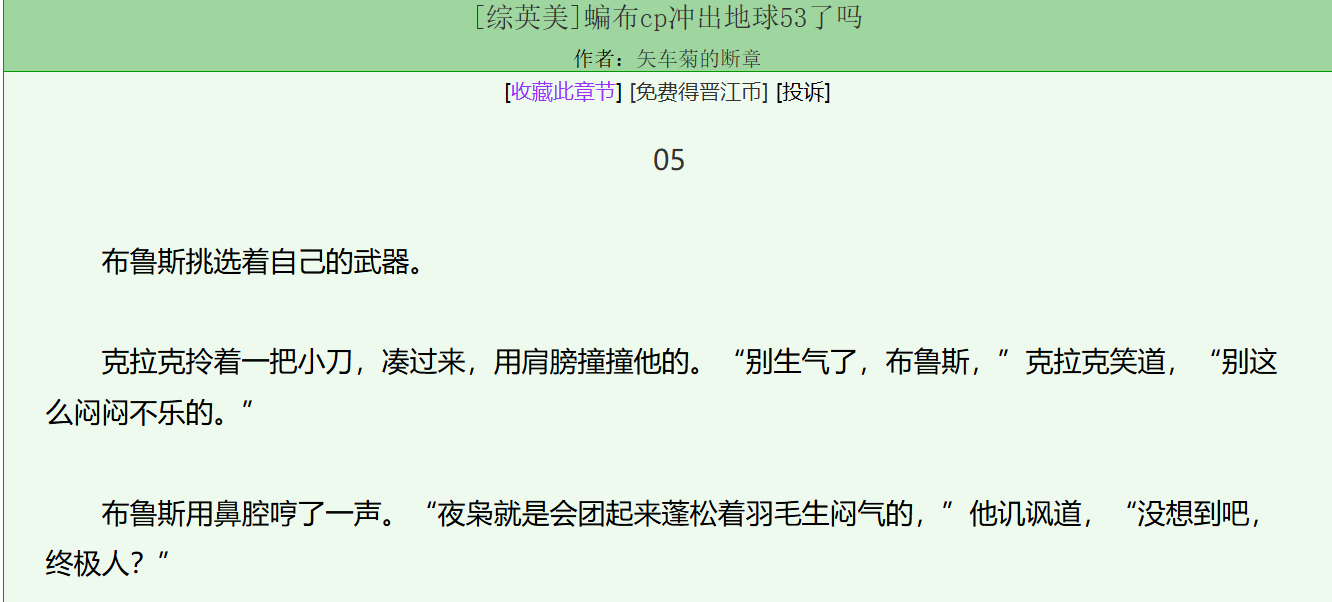 [综英美]蝙布cp冲出地球53了吗
作者：矢车菊的断章
[收藏此章节] [免费得晋江币] [投诉]
05
布鲁斯挑选着自己的武器。
克拉克拎着一把小刀，凑过来，用肩膀撞撞他的。“别生气了，布鲁斯，”克拉克笑道，“别这
么闷闷不乐的。”
布鲁斯用鼻腔哼了一声。“夜枭就是会团起来蓬松着羽毛生闷气的，”他讥讽道，“没想到吧，
终极人？”